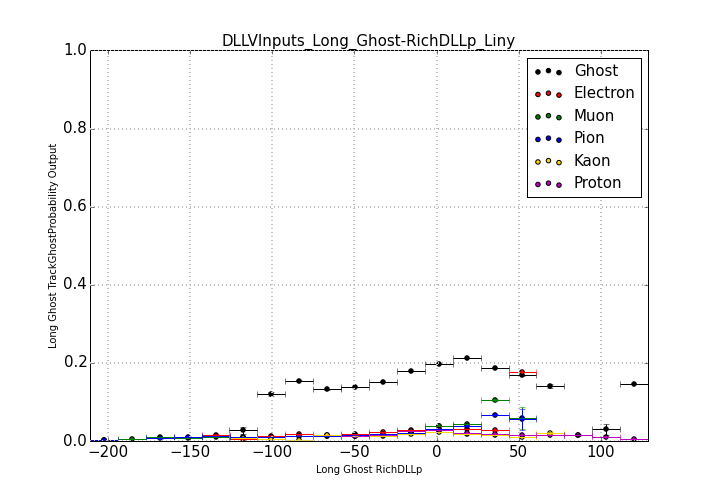 DLLVInputs_Long_Ghost-RichDLLp_Liny
1.0
0.8
0.6
0.4
0.2
0.0
Long Ghost TrackGhostProbability Output
Ghost
Electron
Muon
Pion
Kaon
Proton
−200 −150 −100 −50 0 50 100
Long Ghost RichDLLp